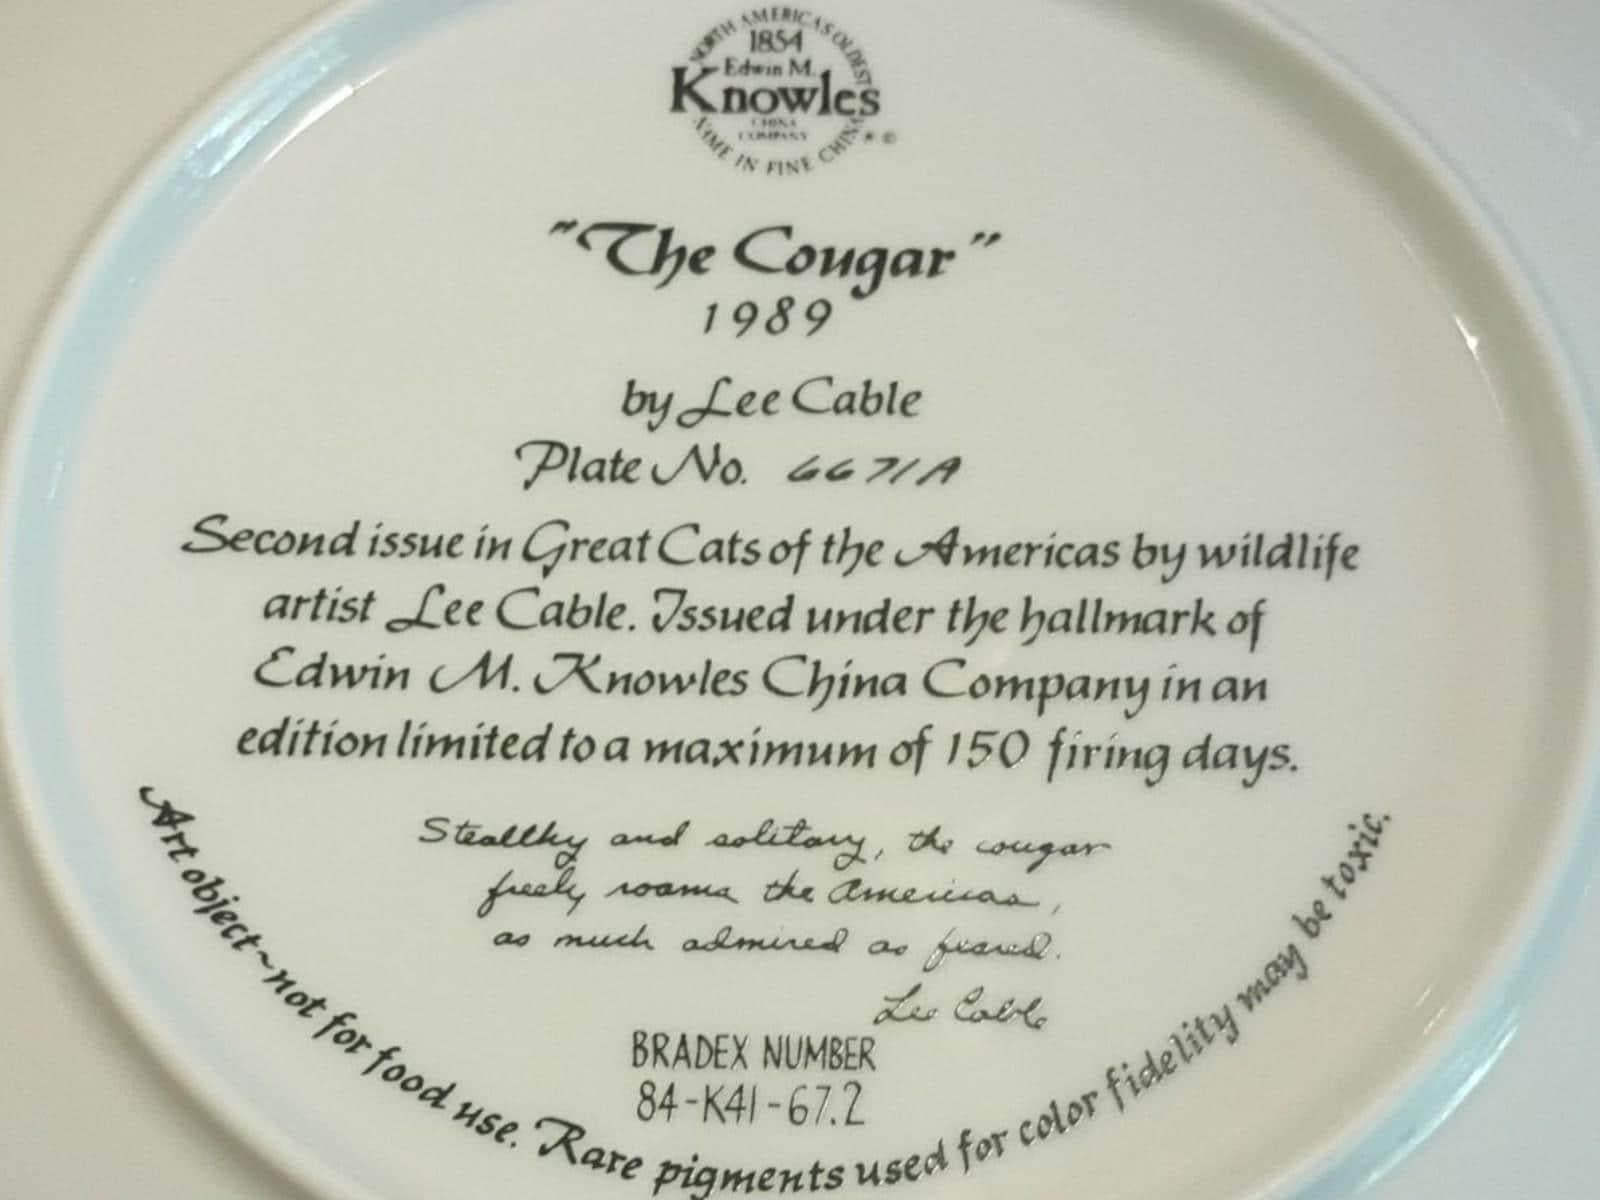 NORTH AMERICAS OLDEST
1854
Edwin M.
Knowles
CHINA
COMPANY
NAME IN FINE CHINA
®©
"The Cougar"
1989
by Lee Cable
Plate No. 6671A
Second issue in Great Cats of the Americas by wildlife
artist Lee Cable. Issued under the hallmark of
Edwin M. Knowles China Company in an
edition limited to a maximum of 150 firing days.
Stealthy and solitary, the cougar
freely roams the Americas,
as much admired as feared.
Lee Cable
BRADEX NUMBER
84-K41-67.2
Art object~not for food use. Rare pigments used for color fidelity may be toxic.